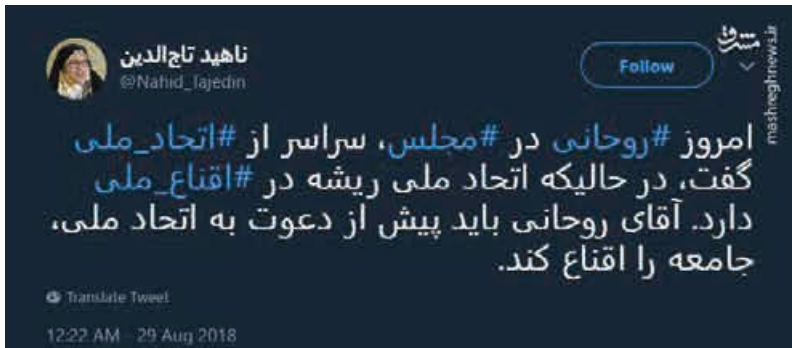 ناهید تاج‌الدین
@Nahid_Tajedin
Follow
مشرق
mashreghnews.ir
امروز #روحانی در #مجلس، سراسر از #اتحاد_ملی
گفت، در حالیکه اتحاد ملی ریشه در #اقناع_ملی
دارد. آقای روحانی باید پیش از دعوت به اتحاد ملی،
جامعه را اقناع کند.
Translate Tweet
12:22 AM - 29 Aug 2018